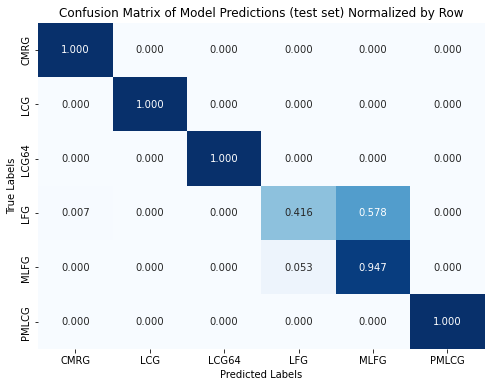 Confusion Matrix of Model Predictions (test set) Normalized by Row
True Labels
CMRG 1.000 0.000 0.000 0.000 0.000 0.000
LCG 0.000 1.000 0.000 0.000 0.000 0.000
LCG64 0.000 0.000 1.000 0.000 0.000 0.000
LFG 0.007 0.000 0.000 0.416 0.578 0.000
MLFG 0.000 0.000 0.000 0.053 0.947 0.000
PMLCG 0.000 0.000 0.000 0.000 0.000 1.000
CMRG LCG LCG64 LFG MLFG PMLCG
Predicted Labels